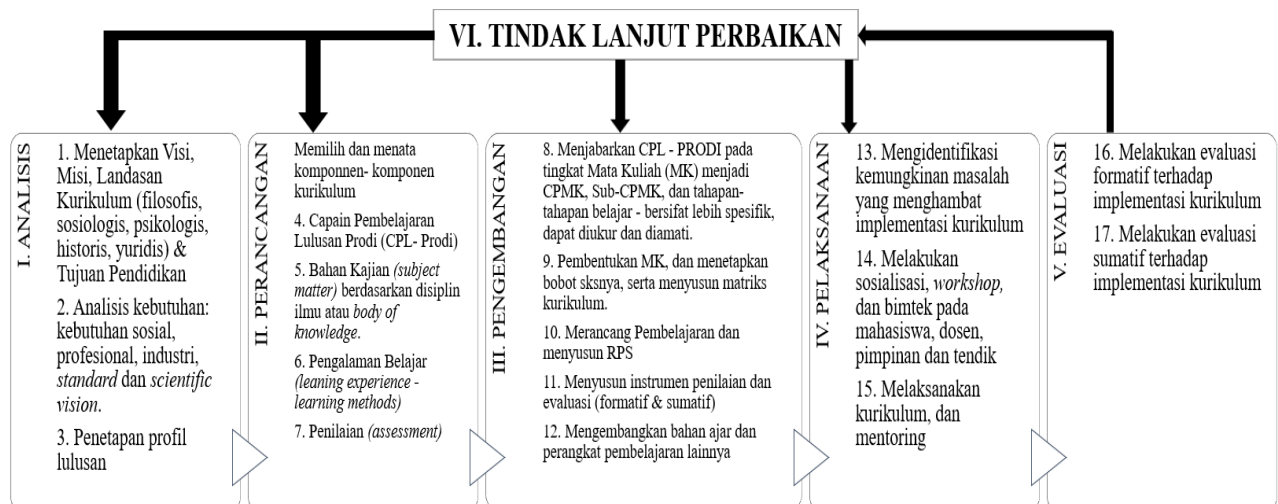 VI. TINDAK LANJUT PERBAIKAN
I. ANALISIS
1. Menetapkan Visi,
Misi, Landasan
Kurikulum (filosofis,
sosiologis, psikologis,
historis, yuridis) &
Tujuan Pendidikan
2. Analisis kebutuhan:
kebutuhan sosial,
profesional, industri,
standard dan scientific
vision.
3. Penetapan profil
lulusan
II. PERANCANGAN
Memilih dan menata
komponnen- komponen
kurikulum
4. Capain Pembelajaran
Lulusan Prodi (CPL- Prodi)
5. Bahan Kajian (subject
matter) berdasarkan disiplin
ilmu atau body of
knowledge.
6. Pengalaman Belajar
(leaning experience -
learning methods)
7. Penilaian (assessment)
III. PENGEMBANGAN
8. Menjabarkan CPL - PRODI pada
tingkat Mata Kuliah (MK) menjadi
CPMK, Sub-CPMK, dan tahapan-
tahapan belajar - bersifat lebih spesifik,
dapat diukur dan diamati.
9. Pembentukan MK, dan menetapkan
bobot sksnya, serta menyusun matriks
kurikulum.
10. Merancang Pembelajaran dan
menyusun RPS
11. Menyusun instrumen penilaian dan
evaluasi (formatif & sumatif)
12. Mengembangkan bahan ajar dan
perangkat pembelajaran lainnya
IV. PELAKSANAAN
13. Mengidentifikasi
kemungkinan masalah
yang menghambat
implementasi kurikulum
14. Melakukan
sosialisasi, workshop,
dan bimtek pada
mahasiswa, dosen,
pimpinan dan tendik
15. Melaksanakan
kurikulum, dan
mentoring
V. EVALUASI
16. Melakukan evaluasi
formatif terhadap
implementasi kurikulum
17. Melakukan evaluasi
sumatif terhadap
implementasi kurikulum